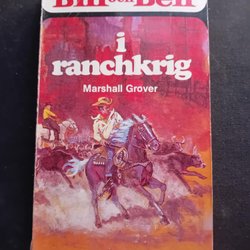 Bill och Ben
i
ranchkrig
Marshall Grover